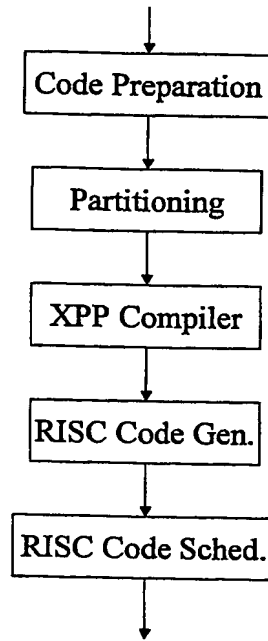 Code Preparation
Partitioning
XPP Compiler
RISC Code Gen.
RISC Code Sched.